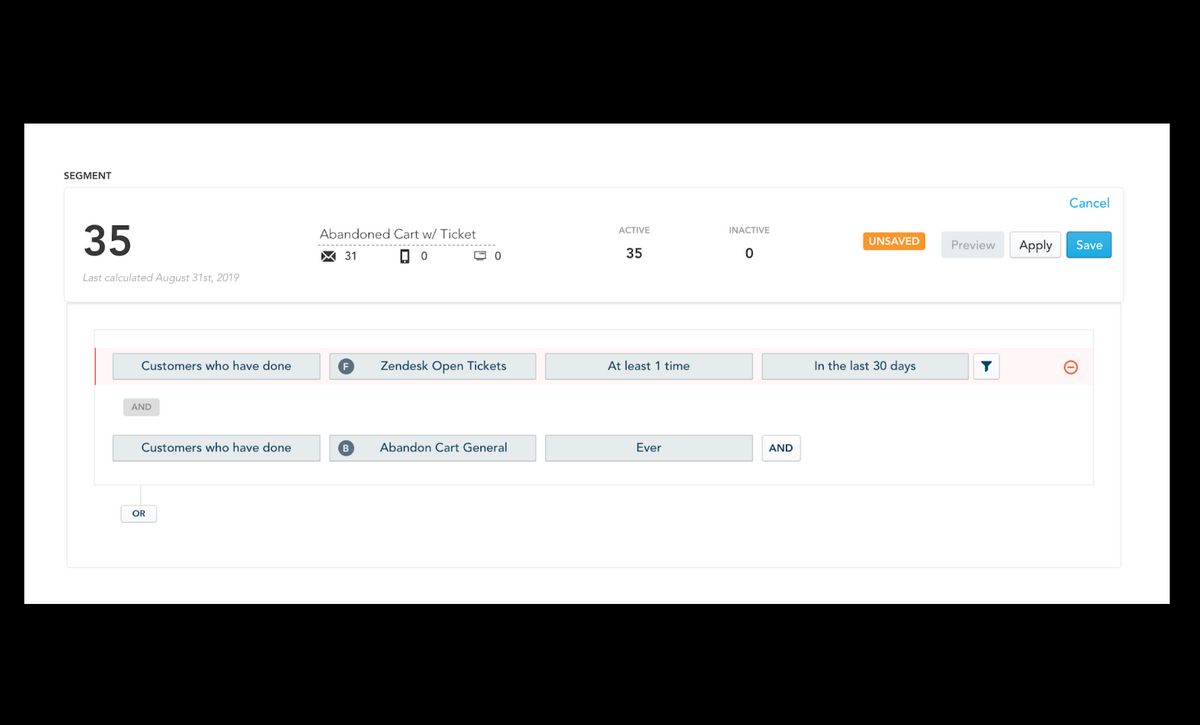 SEGMENT
Cancel
35
Abandoned Cart w/ Ticket
ACTIVE
INACTIVE
UNSAVED
Preview
Apply
Save
31
0
0
35
0
Last calculated August 31st, 2019
Customers who have done
F
Zendesk Open Tickets
At least 1 time
In the last 30 days
AND
Customers who have done
B
Abandon Cart General
Ever
AND
OR